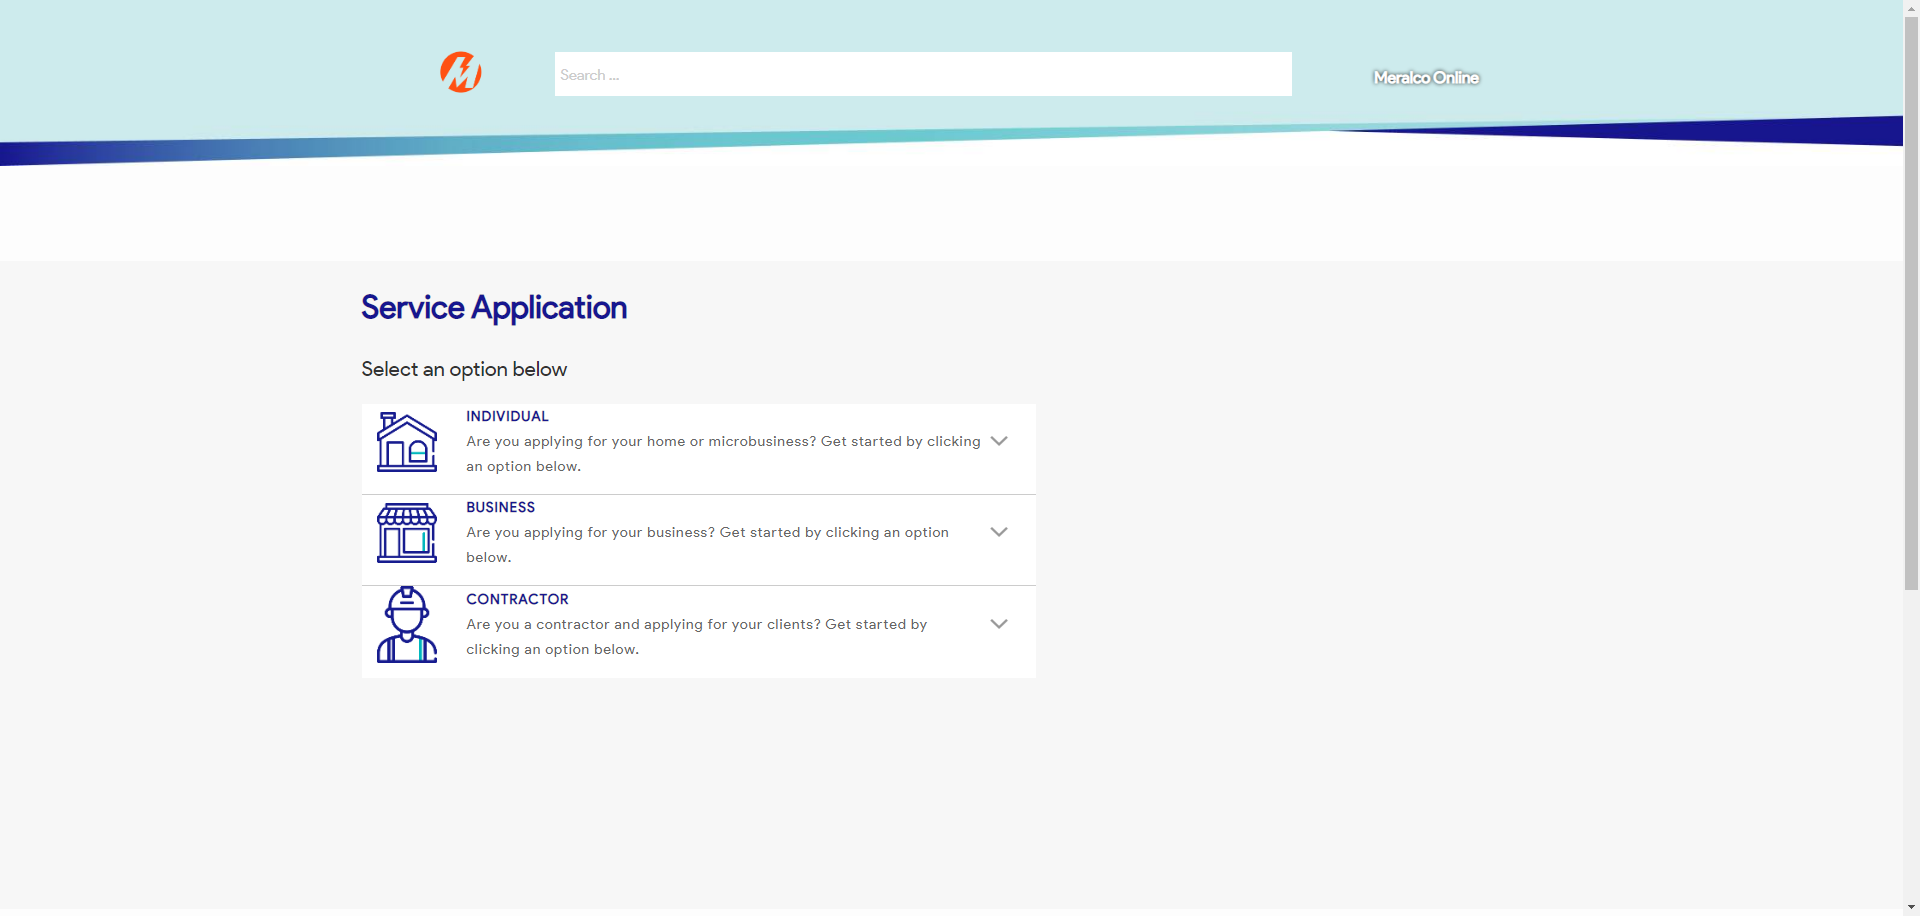 Search ...
Meralco Online
Service Application
Select an option below
INDIVIDUAL
Are you applying for your home or microbusiness? Get started by clicking
an option below.
BUSINESS
Are you applying for your business? Get started by clicking an option
below.
CONTRACTOR
Are you a contractor and applying for your clients? Get started by
clicking an option below.